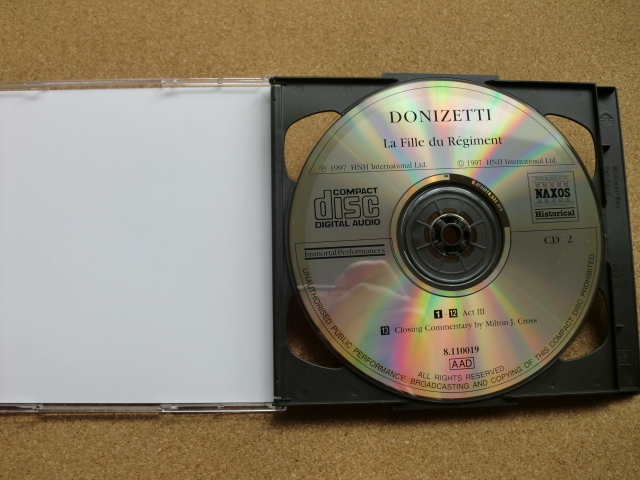 DONIZETTI
La Fille du Régiment
℗ 1997 HNH International Ltd. © 1997 HNH International Ltd.
COMPACT
disc
DIGITAL AUDIO
NAXOS
Historical
CD 2
Immortal Performances
1 - 12 Act III
13 Closing Commentary by Milton J. Cross
8.110019
AAD
ALL RIGHTS RESERVED
UNAUTHORISED PUBLIC PERFORMANCE, BROADCASTING AND COPYING OF THIS COMPACT DISC PROHIBITED